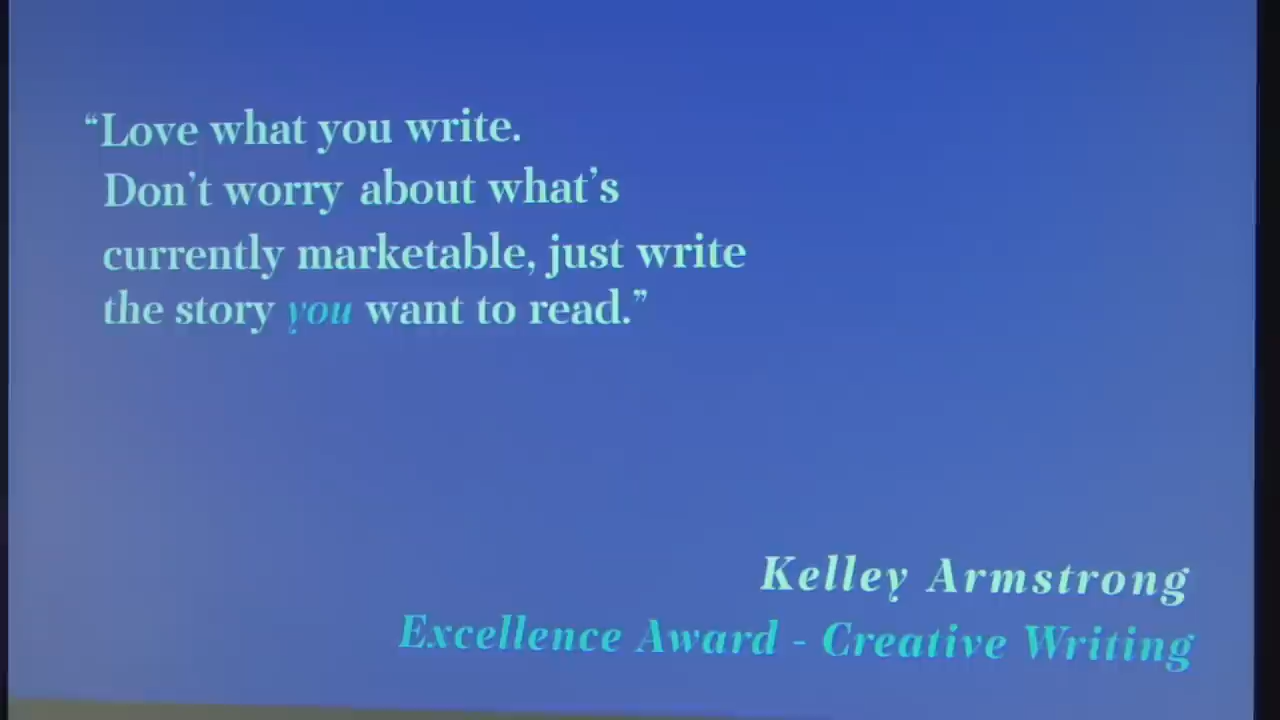 “Love what you write.
Don’t worry about what’s
currently marketable, just write
the story you want to read.”
Kelley Armstrong
Excellence Award - Creative Writing